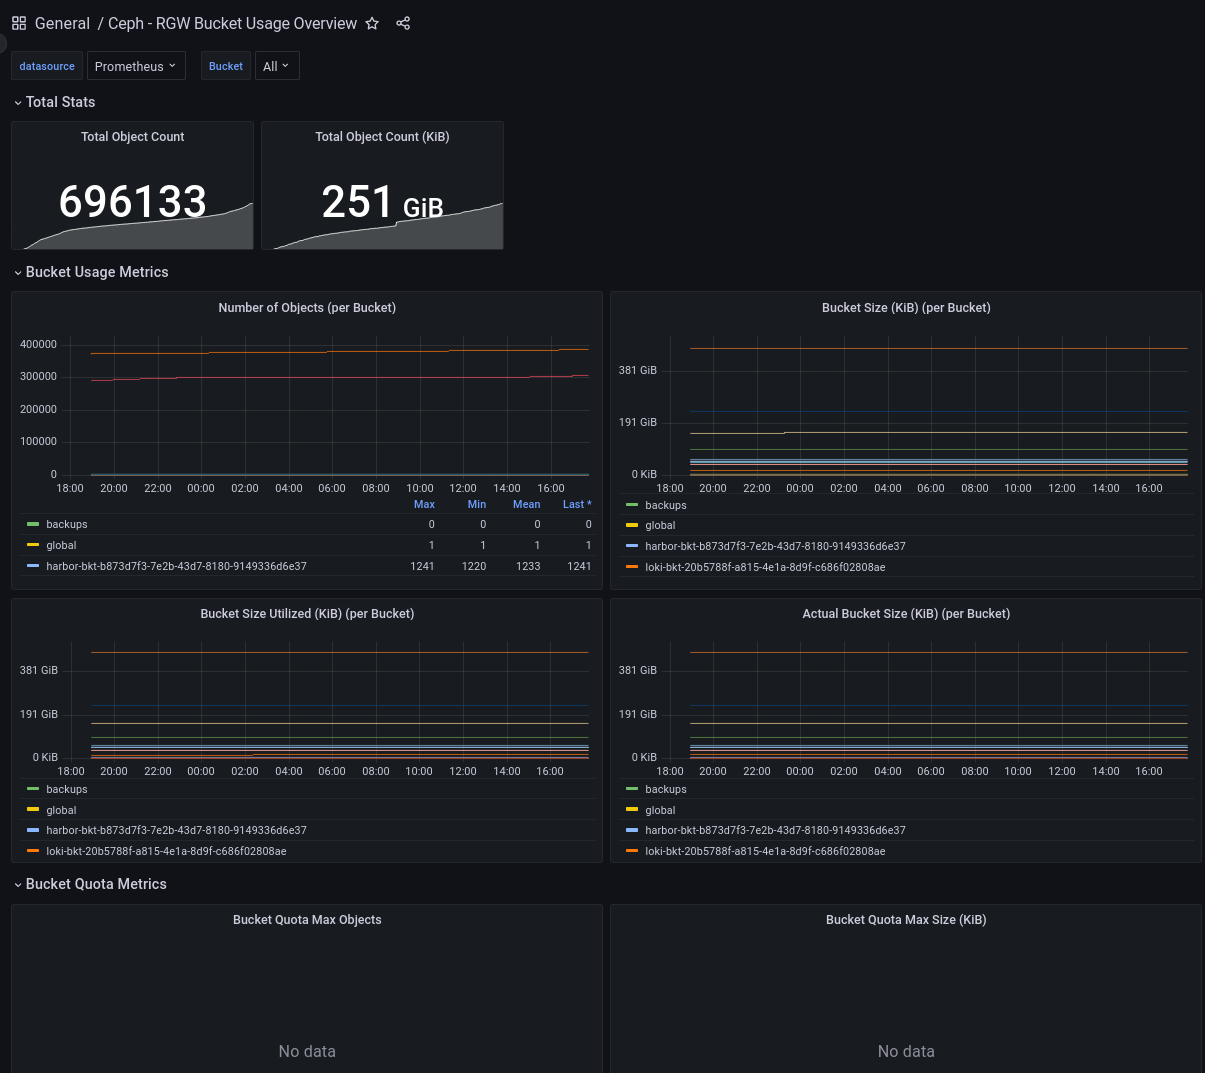 General / Ceph - RGW Bucket Usage Overview
datasource Prometheus Bucket All
Total Stats
Total Object Count
696133
Total Object Count (KiB)
251 GiB
Bucket Usage Metrics
Number of Objects (per Bucket)
400000
300000
200000
100000
0
18:00 20:00 22:00 00:00 02:00 04:00 06:00 08:00 10:00 12:00 14:00 16:00
Max Min Mean Last *
backups 0 0 0 0
global 1 1 1 1
harbor-bkt-b873d7f3-7e2b-43d7-8180-9149336d6e37 1241 1220 1233 1241
Bucket Size (KiB) (per Bucket)
381 GiB
191 GiB
0 KiB
18:00 20:00 22:00 00:00 02:00 04:00 06:00 08:00 10:00 12:00 14:00 16:00
backups
global
harbor-bkt-b873d7f3-7e2b-43d7-8180-9149336d6e37
loki-bkt-20b5788f-a815-4e1a-8d9f-c686f02808ae
Bucket Size Utilized (KiB) (per Bucket)
381 GiB
191 GiB
0 KiB
18:00 20:00 22:00 00:00 02:00 04:00 06:00 08:00 10:00 12:00 14:00 16:00
backups
global
harbor-bkt-b873d7f3-7e2b-43d7-8180-9149336d6e37
loki-bkt-20b5788f-a815-4e1a-8d9f-c686f02808ae
Actual Bucket Size (KiB) (per Bucket)
381 GiB
191 GiB
0 KiB
18:00 20:00 22:00 00:00 02:00 04:00 06:00 08:00 10:00 12:00 14:00 16:00
backups
global
harbor-bkt-b873d7f3-7e2b-43d7-8180-9149336d6e37
loki-bkt-20b5788f-a815-4e1a-8d9f-c686f02808ae
Bucket Quota Metrics
Bucket Quota Max Objects
No data
Bucket Quota Max Size (KiB)
No data